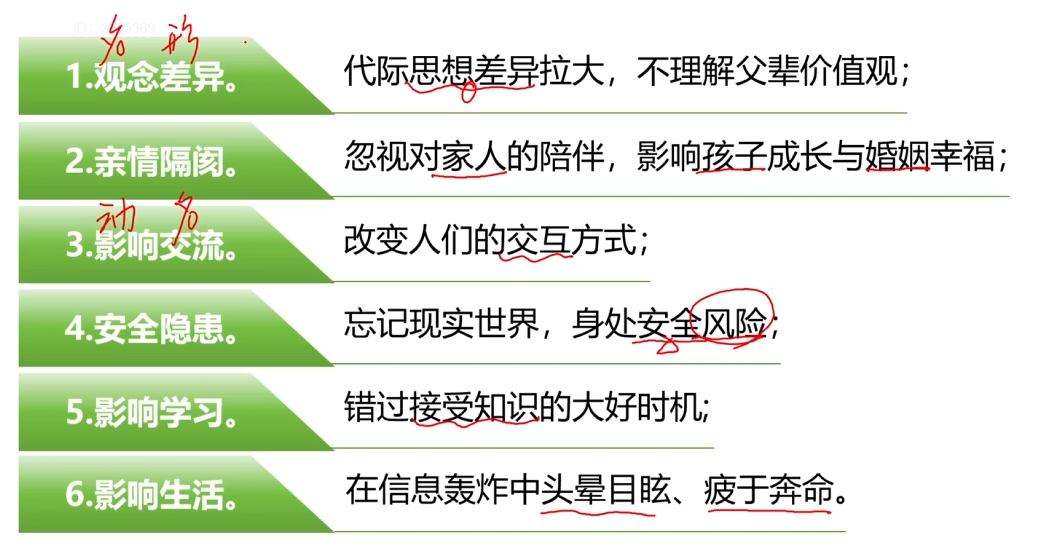 名 形
1.观念差异。 代际思想差异拉大，不理解父辈价值观；
2.亲情隔阂。 忽视对家人的陪伴，影响孩子成长与婚姻幸福；
动 名
3.影响交流。 改变人们的交互方式；
4.安全隐患。 忘记现实世界，身处安全风险；
5.影响学习。 错过接受知识的大好时机;
6.影响生活。 在信息轰炸中头晕目眩、疲于奔命。